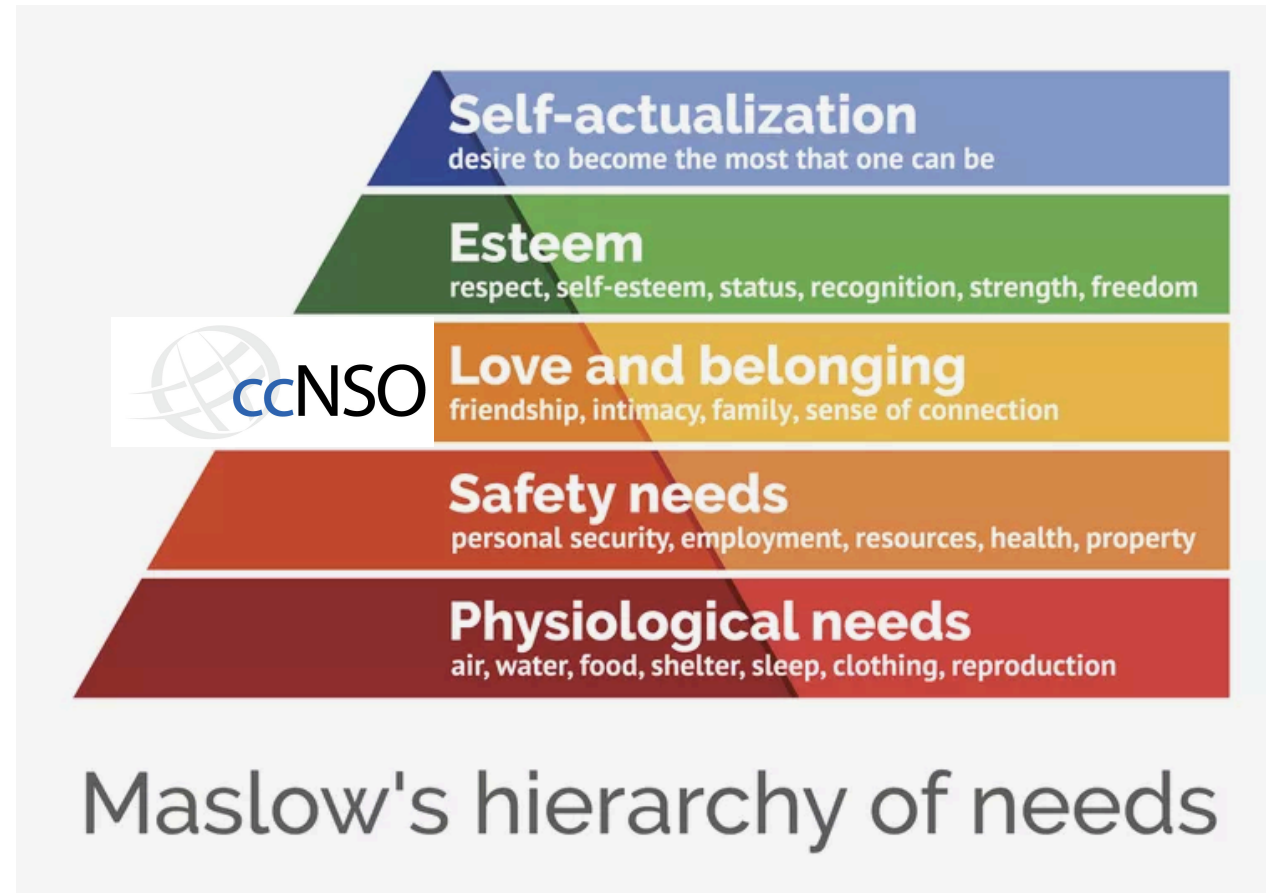 Self-actualization
desire to become the most that one can be
Esteem
respect, self-esteem, status, recognition, strength, freedom
ccNSO
Love and belonging
friendship, intimacy, family, sense of connection
Safety needs
personal security, employment, resources, health, property
Physiological needs
air, water, food, shelter, sleep, clothing, reproduction
Maslow's hierarchy of needs